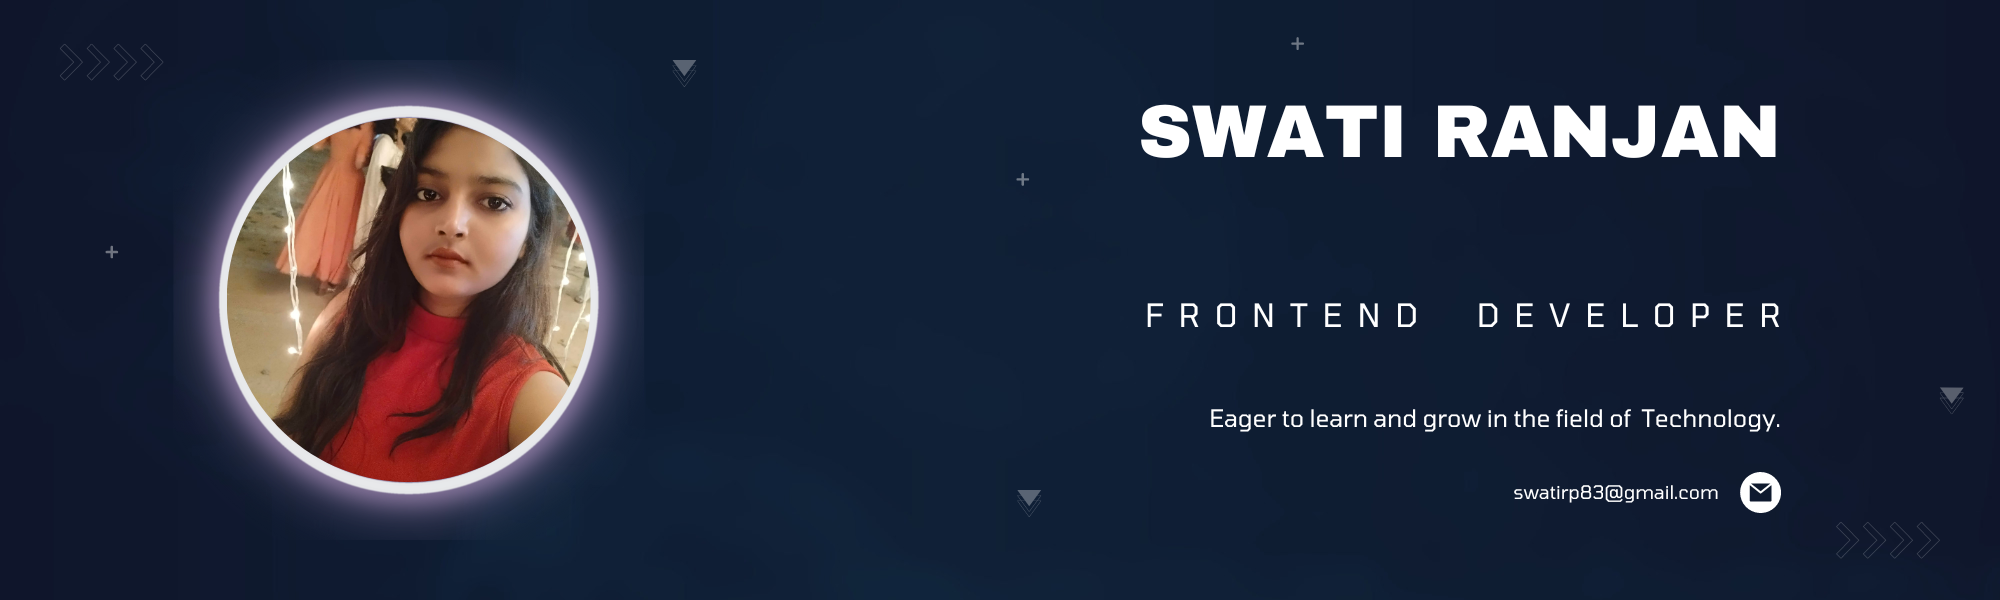 SWATI RANJAN
FRONTEND DEVELOPER
Eager to learn and grow in the field of Technology.
swatirp83@gmail.com